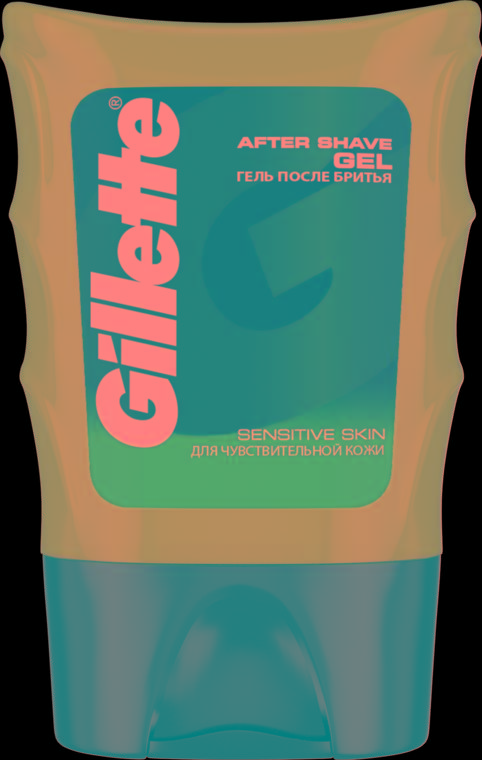 Gillette®
AFTER SHAVE
GEL
ГЕЛЬ ПОСЛЕ БРИТЬЯ
SENSITIVE SKIN
ДЛЯ ЧУВСТВИТЕЛЬНОЙ КОЖИ